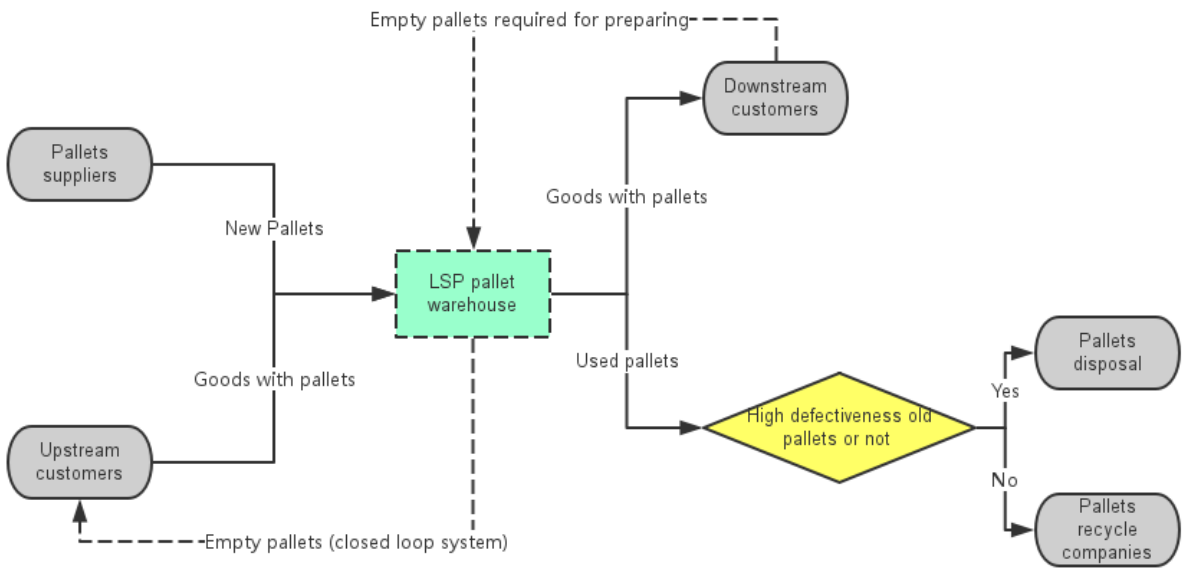 Empty pallets required for preparing
Downstream
customers
Pallets
suppliers
Goods with pallets
New Pallets
LSP pallet
warehouse
Pallets
disposal
Used pallets
Goods with pallets
Yes
High defectiveness old
pallets or not
Upstream
customers
No
Pallets
recycle
companies
Empty pallets (closed loop system)